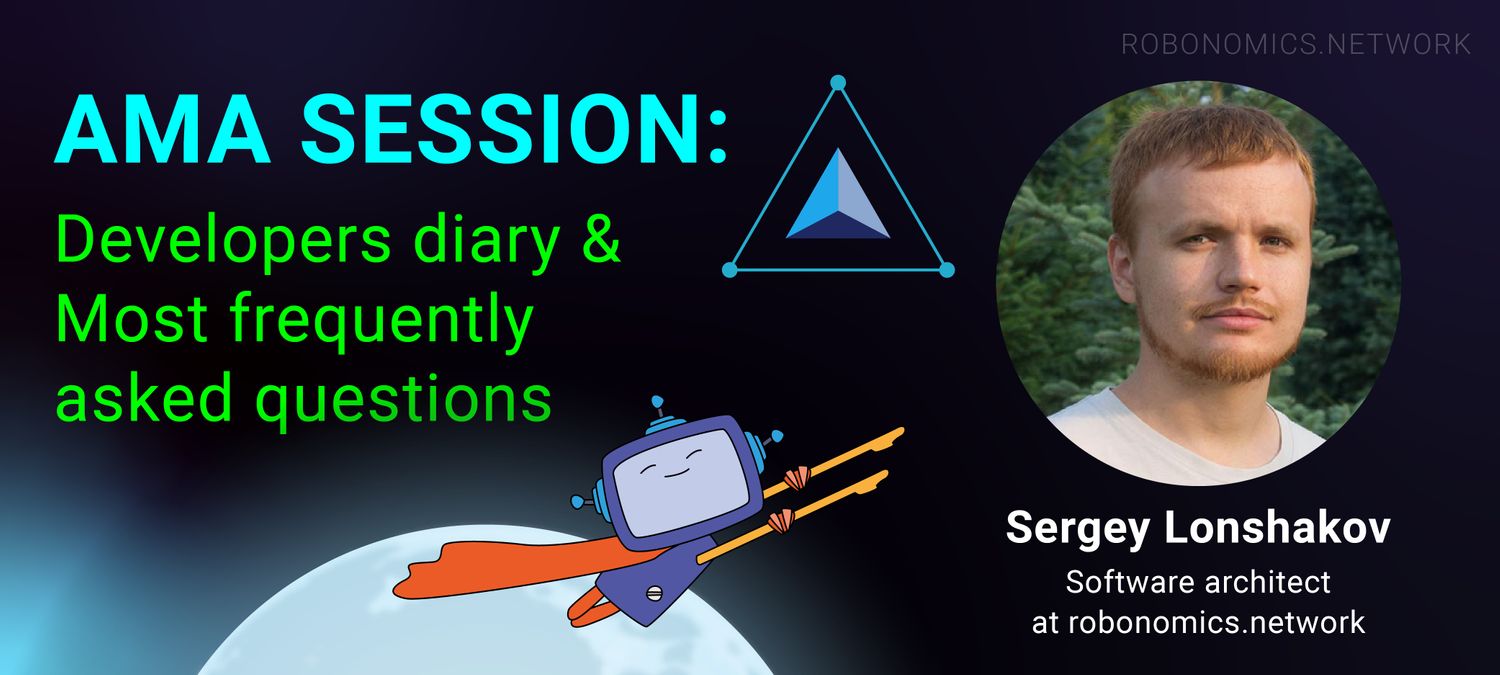 ROBONOMICS.NETWORK
AMA SESSION:
Developers diary &
Most frequently
asked questions
Sergey Lonshakov
Software architect
at robonomics.network